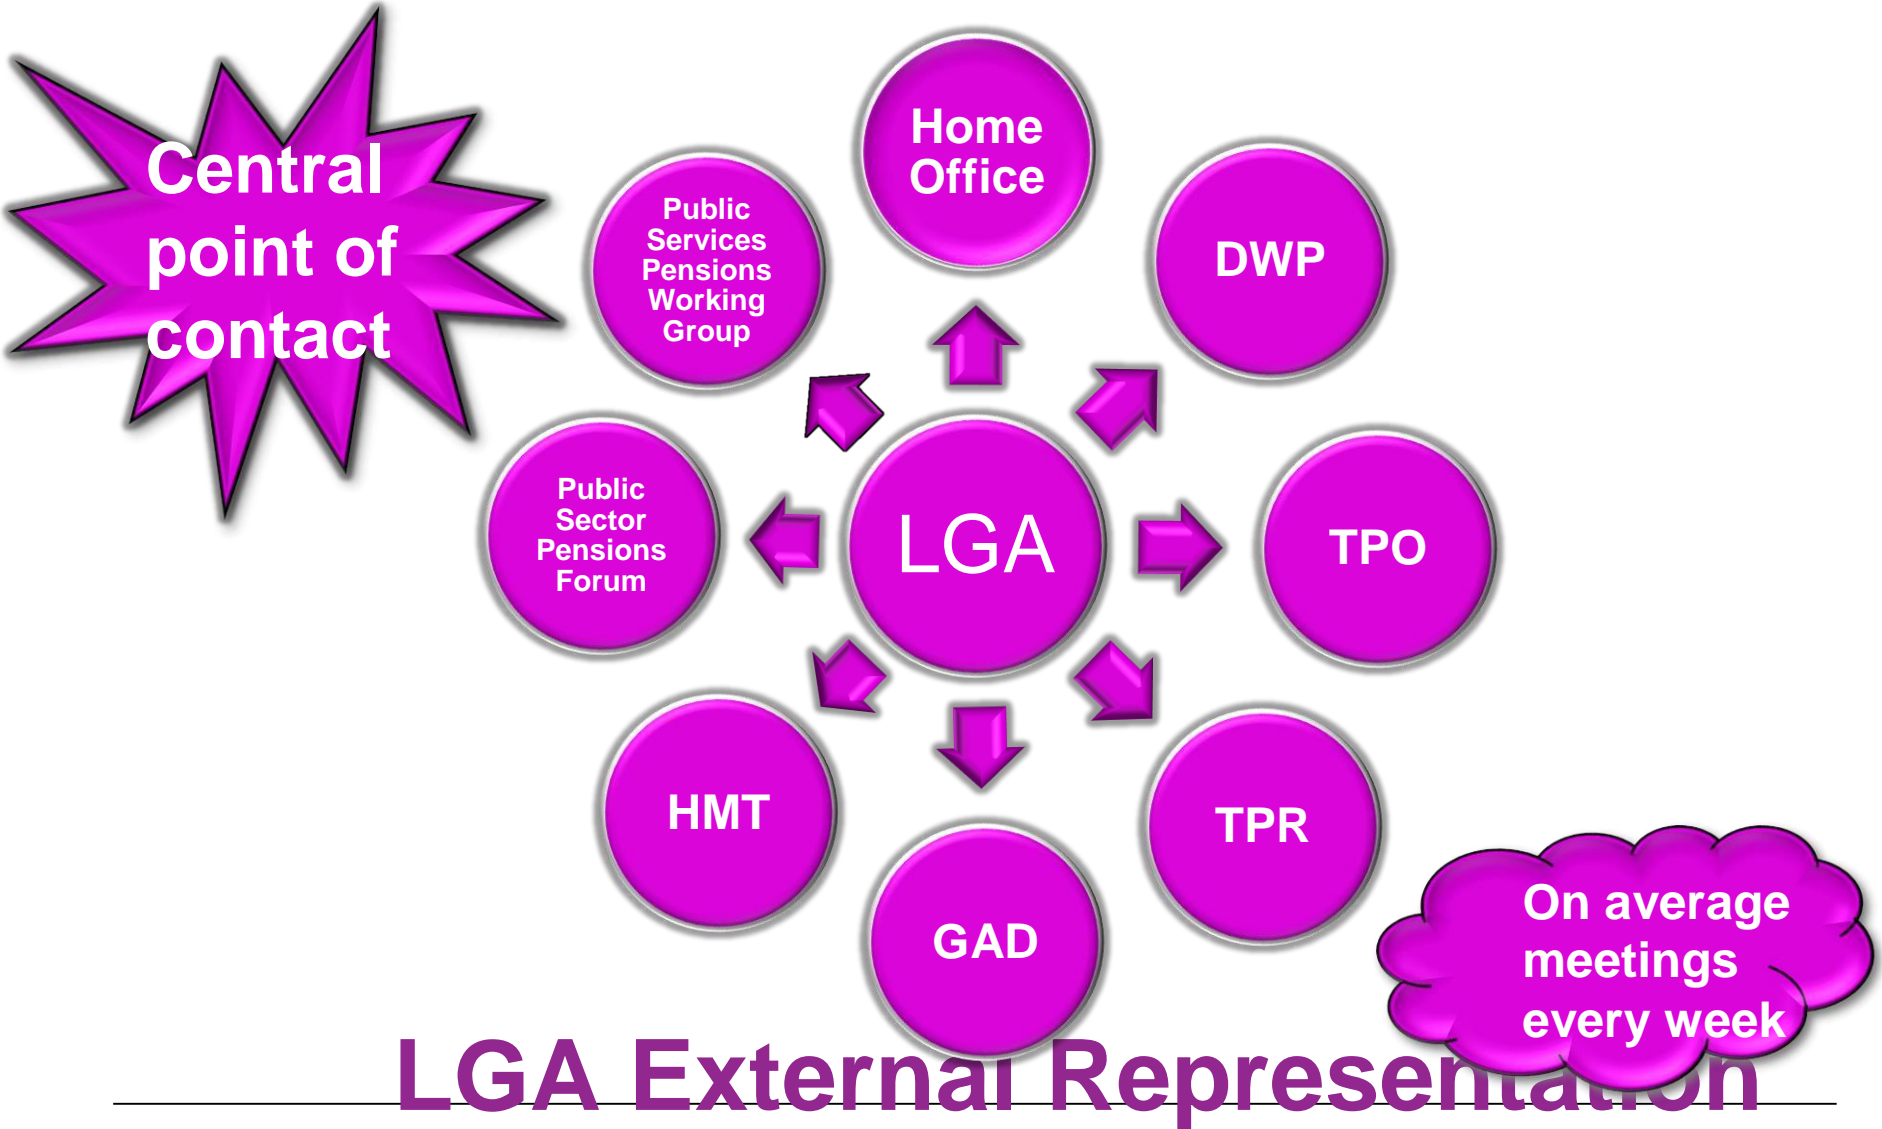 Central
point of
contact
Home
Office
Public
Services
Pensions
Working
Group
DWP
Public
Sector
Pensions
Forum
LGA
TPO
HMT
TPR
GAD
On average
meetings
every week
LGA External Representation